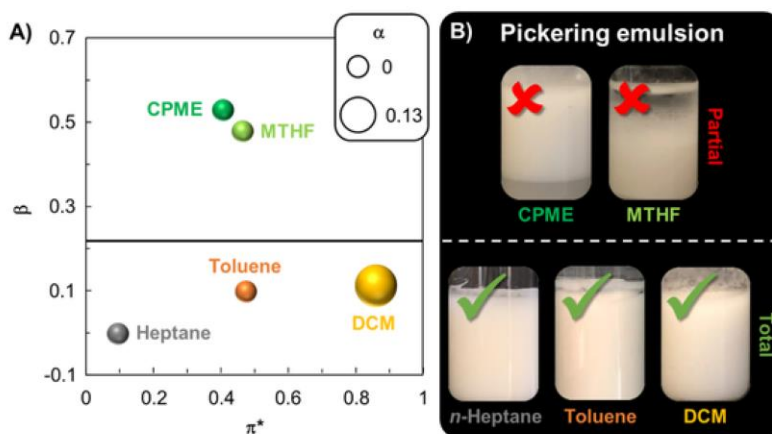 A)
0.7
0.5
0.3
0.1
-0.1
β
0
0.2
0.4
0.6
0.8
1
π*
α
0
0.13
CPME
MTHF
Toluene
DCM
Heptane
B)
Pickering emulsion
CPME
MTHF
Partial
n-Heptane
Toluene
DCM
Total